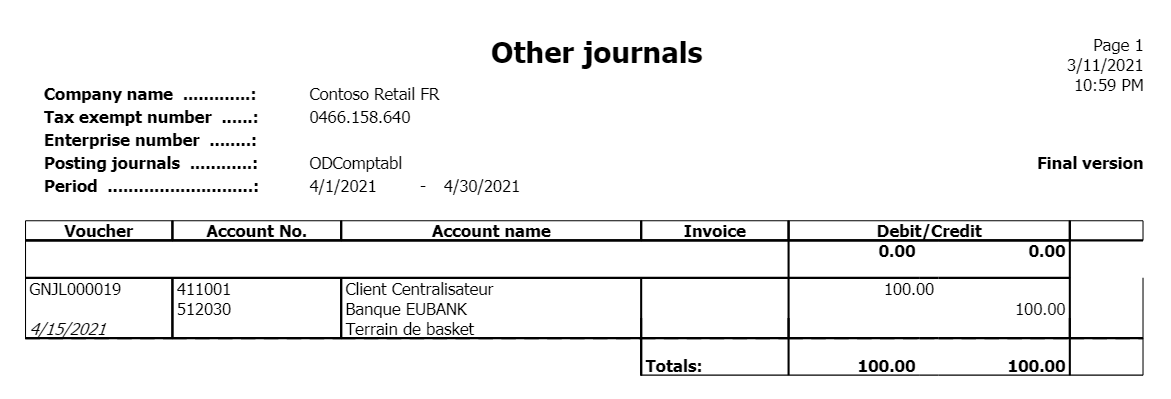 Other journals
Page 1
3/11/2021
10:59 PM
Company name .............: Contoso Retail FR
Tax exempt number ......: 0466.158.640
Enterprise number ........:
Posting journals ............: ODComptabl
Final version
Period ............................: 4/1/2021 - 4/30/2021
Voucher Account No. Account name Invoice Debit/Credit
0.00 0.00
GNJL000019 411001 Client Centralisateur 100.00
512030 Banque EUBANK 100.00
4/15/2021 Terrain de basket
Totals: 100.00 100.00